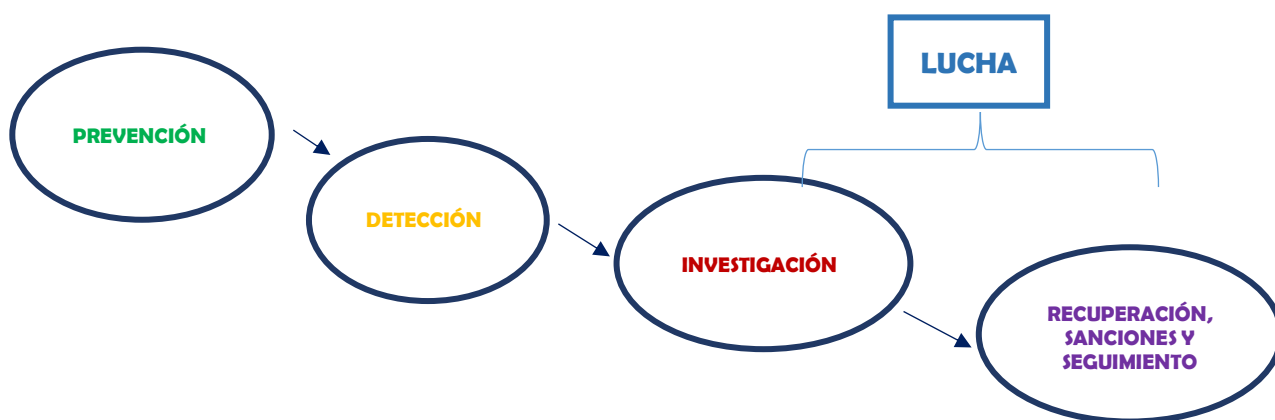 LUCHA
PREVENCIÓN
DETECCIÓN
INVESTIGACIÓN
RECUPERACIÓN,
SANCIONES Y
SEGUIMIENTO